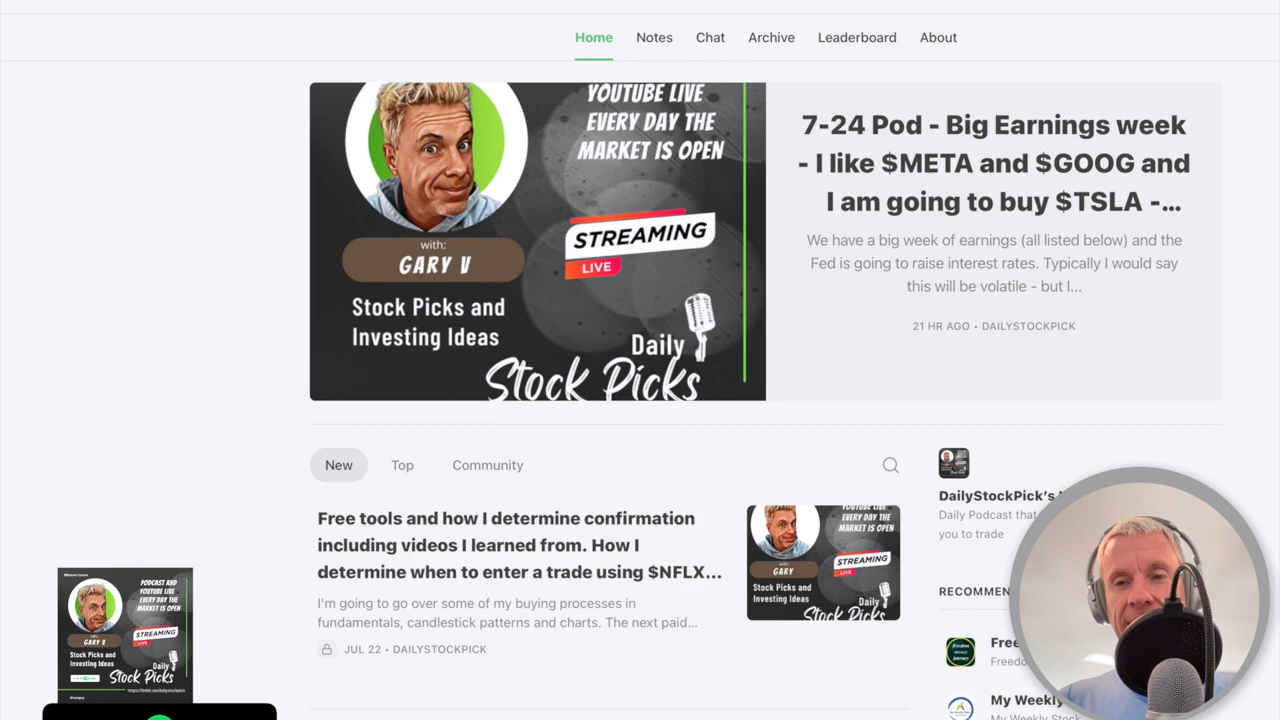 Home Notes Chat Archive Leaderboard About
YOUTUBE LIVE
EVERY DAY THE
MARKET IS OPEN
with:
GARY V
STREAMING
LIVE
Stock Picks and
Investing Ideas
Daily
Stock Picks
7-24 Pod - Big Earnings week
- I like $META and $GOOG and
I am going to buy $TSLA -...
We have a big week of earnings (all listed below) and the
Fed is going to raise interest rates. Typically I would say
this will be volatile - but I...
21 HR AGO • DAILYSTOCKPICK
New Top Community
Free tools and how I determine confirmation
including videos I learned from. How I
determine when to enter a trade using $NFLX...
I'm going to go over some of my buying processes in
fundamentals, candlestick patterns and charts. The next paid...
JUL 22 • DAILYSTOCKPICK
YOUTUBE LIVE
EVERY DAY THE
MARKET IS OPEN
with:
GARY
STREAMING
LIVE
Stock Picks and
Investing Ideas
Daily
Stock Picks
DailyStockPick's
Daily Podcast that
you to trade
RECOMMEN
Free
Freedo
My Weekly
My Weekly Stock
PODCAST AND
YOUTUBE LIVE
EVERY DAY THE
MARKET IS OPEN
with:
GARY
STREAMING
LIVE
Stock Picks and
Investing Ideas
Daily
Stock Picks